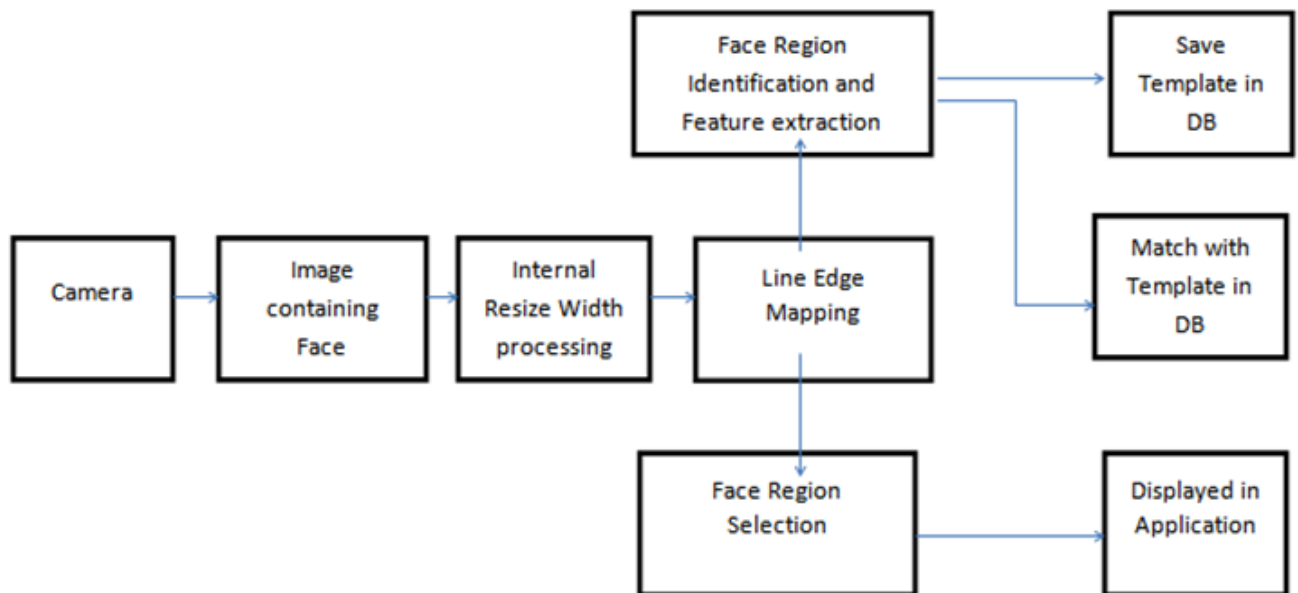 Face Region
Identification and
Feature extraction
Save
Template in
DB
Camera
Image
containing
Face
Internal
Resize Width
processing
Line Edge
Mapping
Match with
Template in
DB
Face Region
Selection
Displayed in
Application